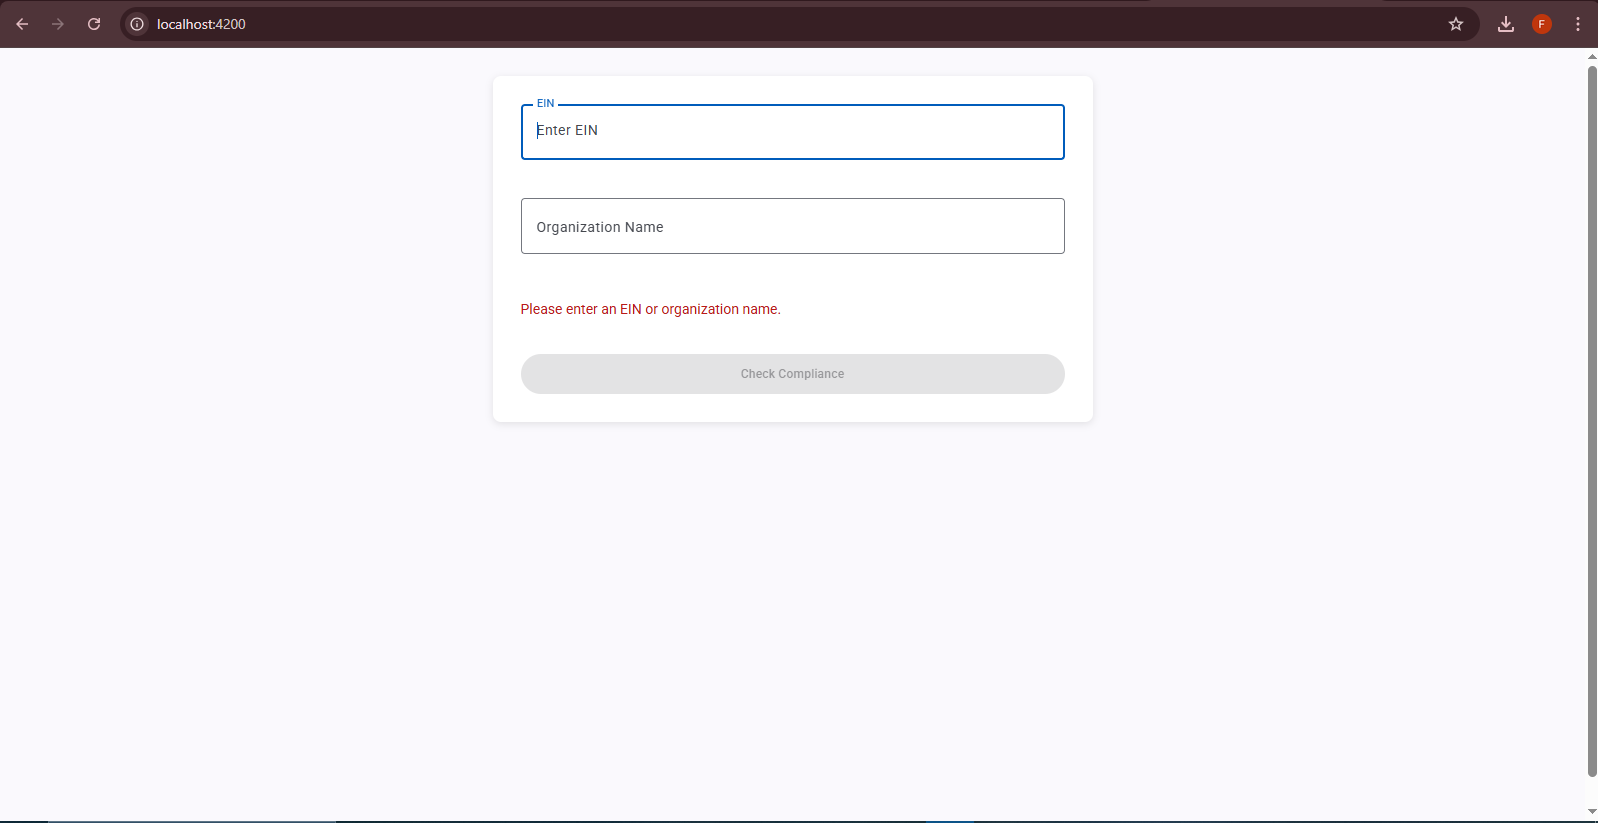 localhost:4200
F
EIN
Enter EIN
Organization Name
Please enter an EIN or organization name.
Check Compliance